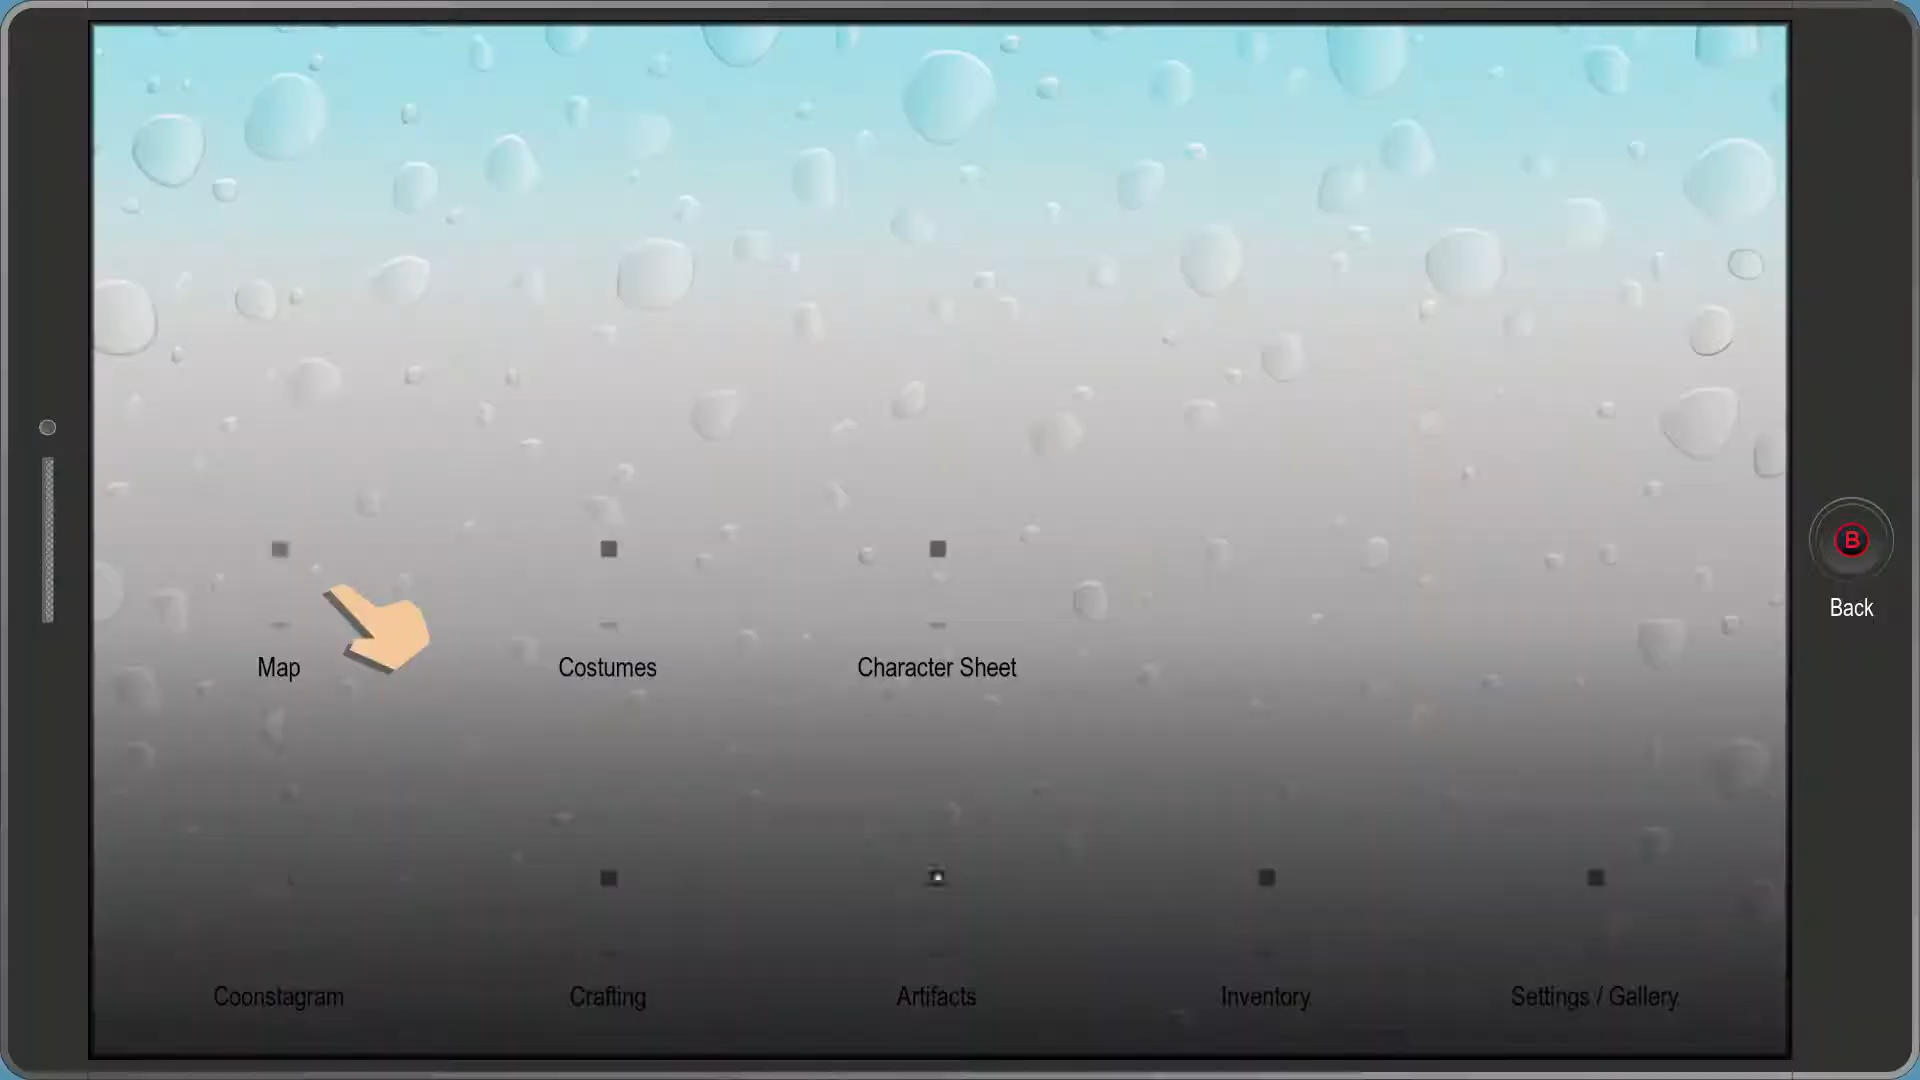 B
Back
Map
Costumes
Character Sheet
Coonstagram
Crafting
Artifacts
Inventory
Settings / Gallery